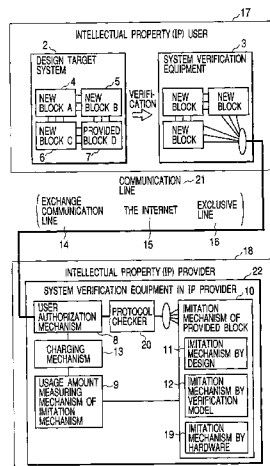 17
INTELLECTUAL PROPERTY (IP) USER
2
3
DESIGN TARGET
SYSTEM
SYSTEM VERIFICATION
EQUIPMENT
4
5
NEW
BLOCK A
NEW
BLOCK B
VERIFI-
CATION
NEW
BLOCK
NEW
BLOCK
NEW
BLOCK C
PROVIDED
BLOCK D
NEW
BLOCK
6
7
COMMUNICATION 21
LINE
(EXCHANGE
COMMUNICATION
LINE
THE INTERNET
EXCLUSIVE
LINE)
14
15
16
18
INTELLECTUAL PROPERTY (IP) PROVIDER
22
SYSTEM VERIFICATION EQUIPMENT IN IP PROVIDER
10
USER
AUTHORIZATION
MECHANISM
8
PROTOCOL
CHECKER
20
IMITATION
MECHANISM OF
PROVIDED BLOCK
11
IMITATION
MECHANISM BY
DESIGN
CHARGING
MECHANISM
13
USAGE AMOUNT
MEASURING
MECHANISM OF
IMITATION
MECHANISM
9
12
IMITATION
MECHANISM BY
VERIFICATION
MODEL
19
IMITATION
MECHANISM BY
HARDWARE